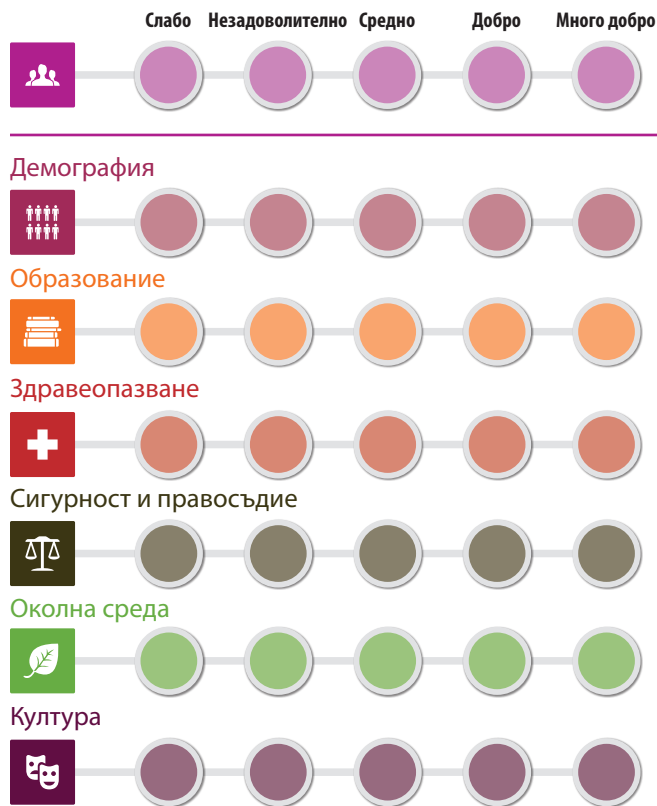 Слабо Незадоволително Средно Добро Много добро
Демография
Образование
Здравеопазване
Сигурност и правосъдие
Околна среда
Култура